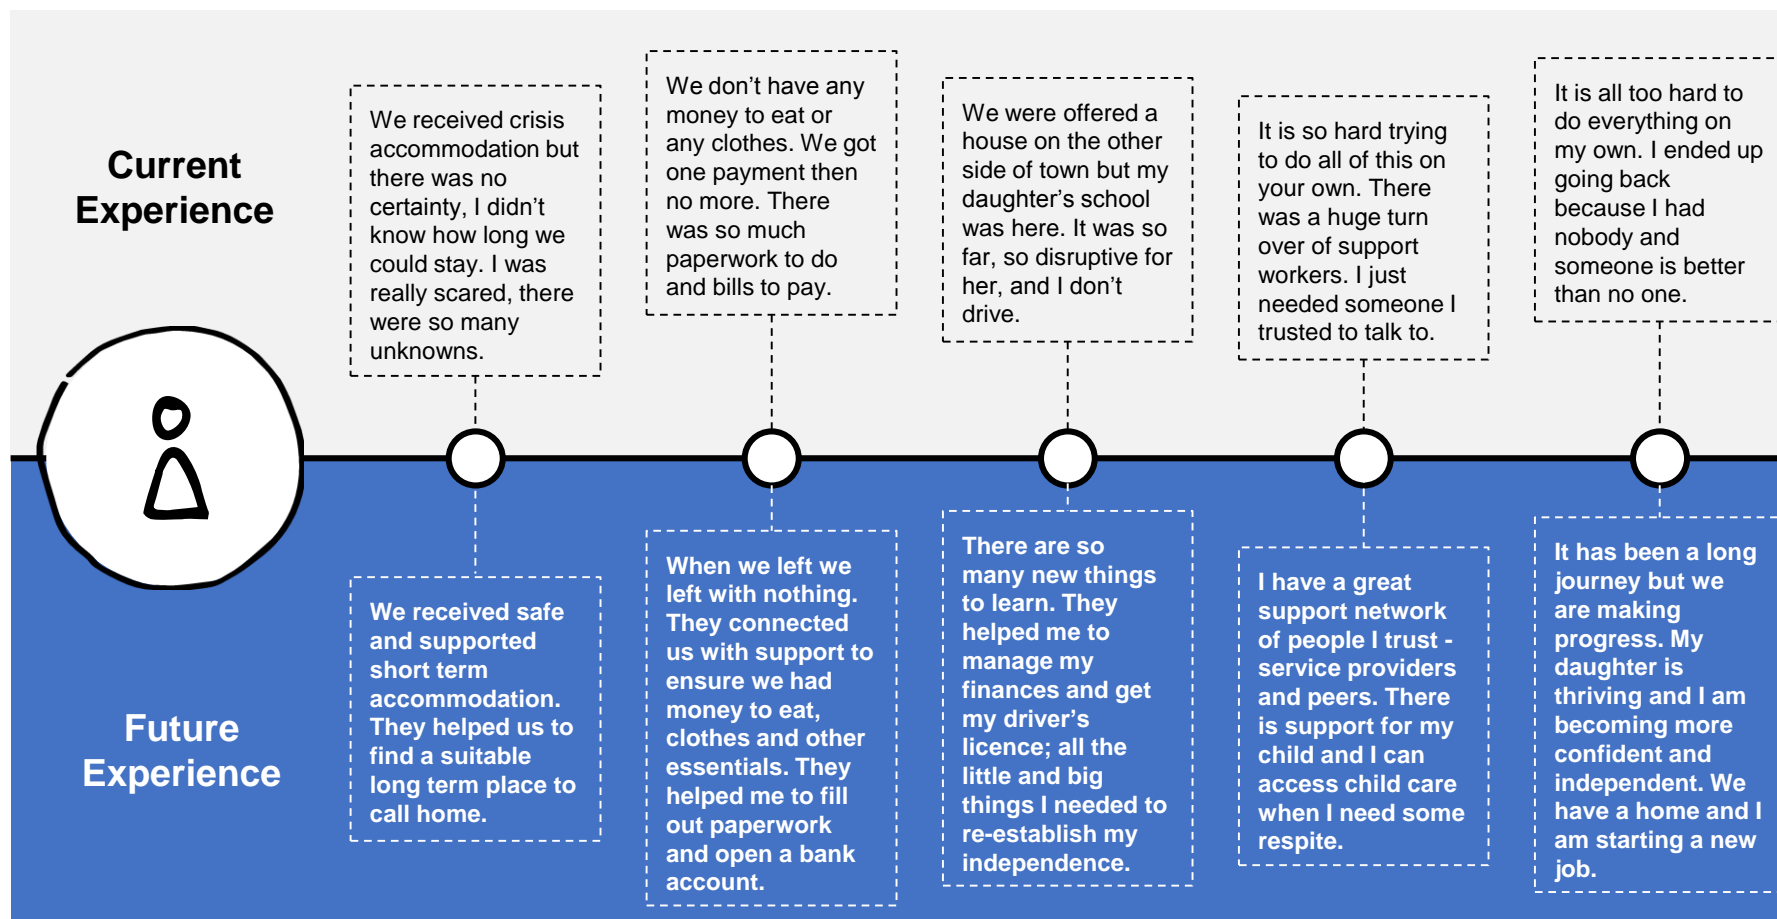 Current
Experience
We received crisis
accommodation but
there was no
certainty, I didn’t
know how long we
could stay. I was
really scared, there
were so many
unknowns.
We don’t have any
money to eat or
any clothes. We got
one payment then
no more. There
was so much
paperwork to do
and bills to pay.
We were offered a
house on the other
side of town but my
daughter’s school
was here. It was so
far, so disruptive for
her, and I don’t
drive.
It is so hard trying
to do all of this on
your own. There
was a huge turn
over of support
workers. I just
needed someone I
trusted to talk to.
It is all too hard to
do everything on
my own. I ended up
going back
because I had
nobody and
someone is better
than no one.
Future
Experience
We received safe
and supported
short term
accommodation.
They helped us to
find a suitable
long term place to
call home.
When we left we
left with nothing.
They connected
us with support to
ensure we had
money to eat,
clothes and other
essentials. They
helped me to fill
out paperwork
and open a bank
account.
There are so
many new things
to learn. They
helped me to
manage my
finances and get
my driver’s
licence; all the
little and big
things I needed to
re-establish my
independence.
I have a great
support network
of people I trust -
service providers
and peers. There
is support for my
child and I can
access child care
when I need some
respite.
It has been a long
journey but we
are making
progress. My
daughter is
thriving and I am
becoming more
confident and
independent. We
have a home and I
am starting a new
job.